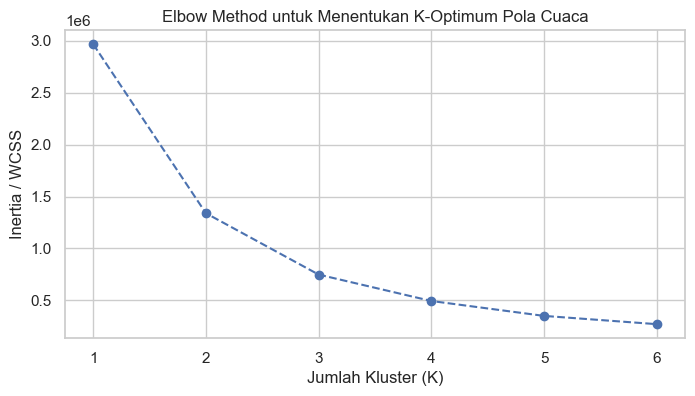 Elbow Method untuk Menentukan K-Optimum Pola Cuaca
1e6
3.0
2.5
2.0
1.5
1.0
0.5
Inertia / WCSS
1 2 3 4 5 6
Jumlah Kluster (K)